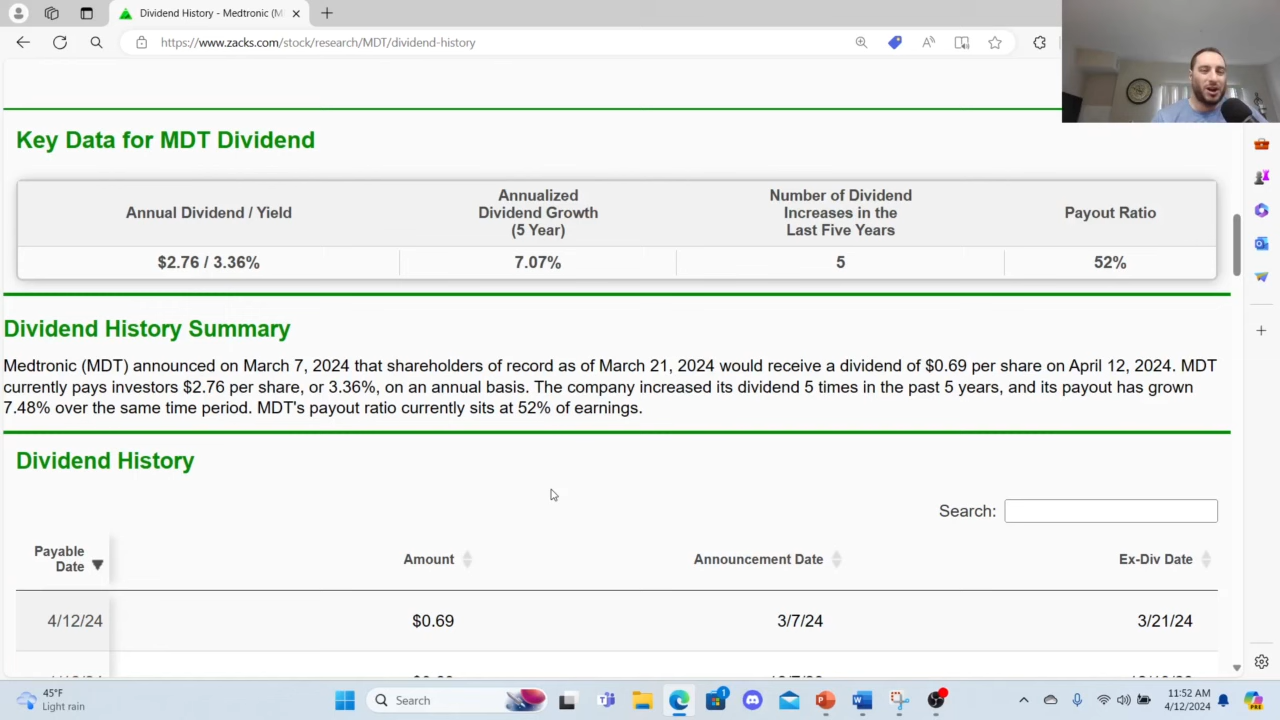 Dividend History - Medtronic (M
https://www.zacks.com/stock/research/MDT/dividend-history
Key Data for MDT Dividend
Annual Dividend / Yield
Annualized
Dividend Growth
(5 Year)
Number of Dividend
Increases in the
Last Five Years
Payout Ratio
$2.76 / 3.36%
7.07%
5
52%
Dividend History Summary
Medtronic (MDT) announced on March 7, 2024 that shareholders of record as of March 21, 2024 would receive a dividend of $0.69 per share on April 12, 2024. MDT
currently pays investors $2.76 per share, or 3.36%, on an annual basis. The company increased its dividend 5 times in the past 5 years, and its payout has grown
7.48% over the same time period. MDT's payout ratio currently sits at 52% of earnings.
Dividend History
Search:
Payable
Date
Amount
Announcement Date
Ex-Div Date
4/12/24
$0.69
3/7/24
3/21/24
45°F
Light rain
Search
1
11:52 AM
4/12/2024